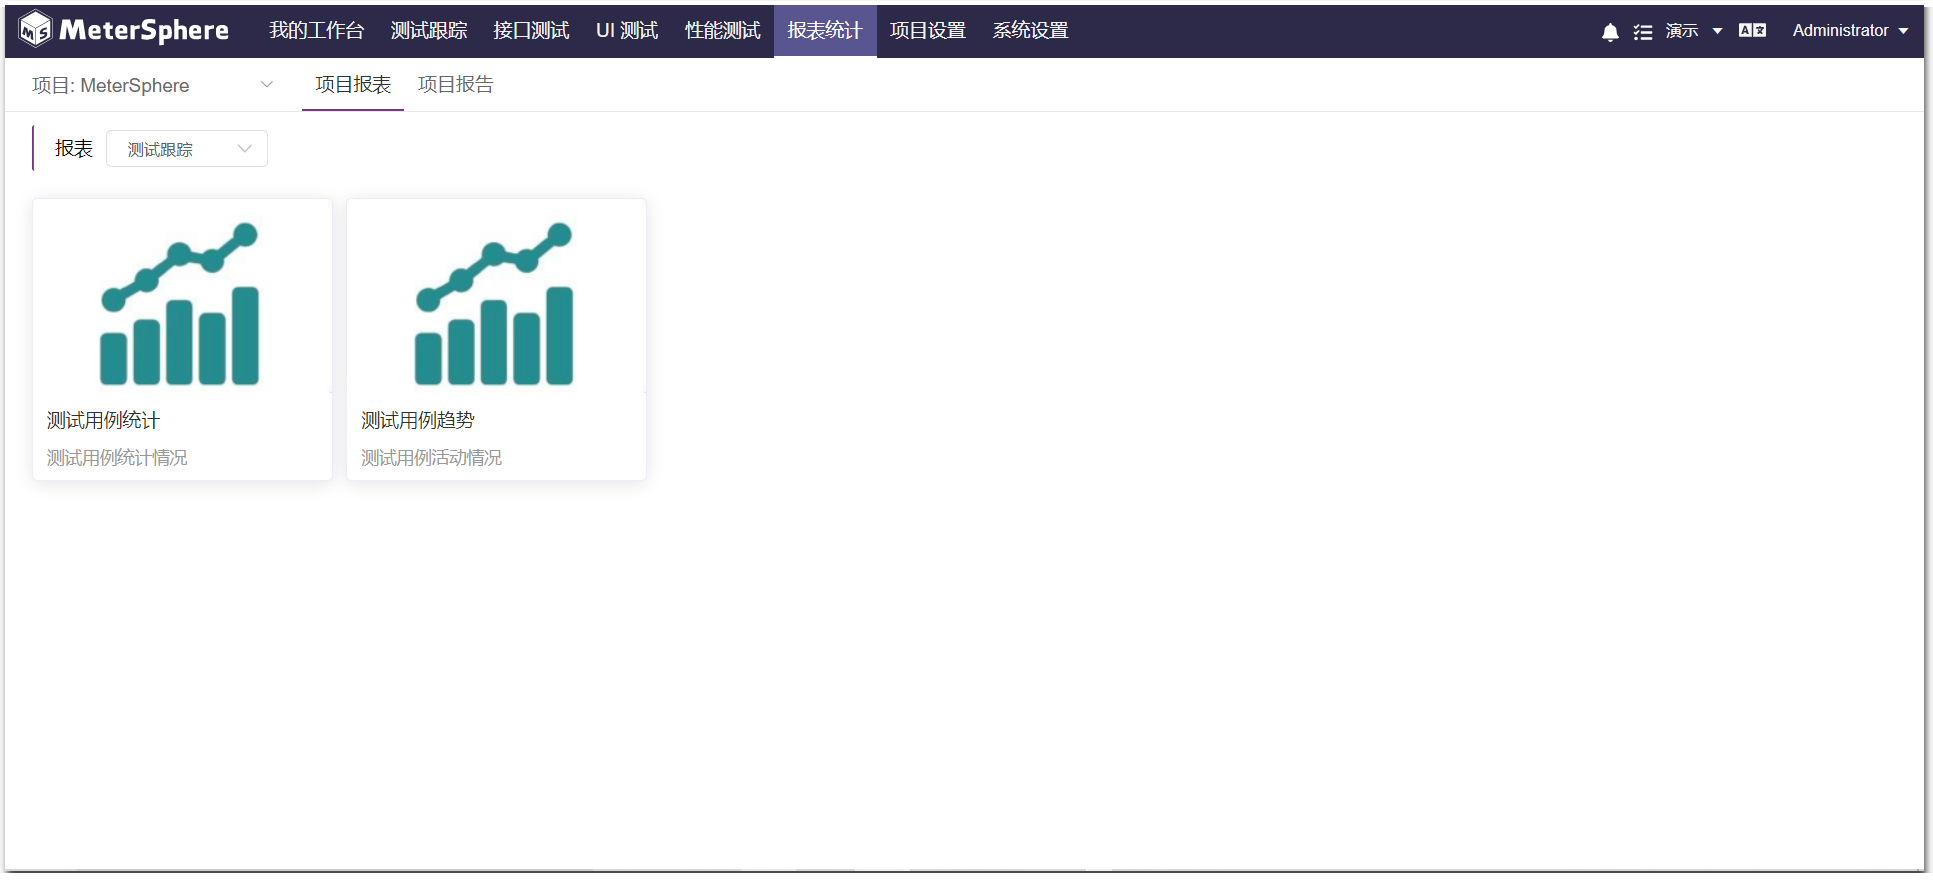 MeterSphere 我的工作台 测试跟踪 接口测试 UI 测试 性能测试 报表统计 项目设置 系统设置 演示 Administrator
项目: MeterSphere 项目报表 项目报告
报表 测试跟踪
测试用例统计 测试用例趋势
测试用例统计情况 测试用例活动情况